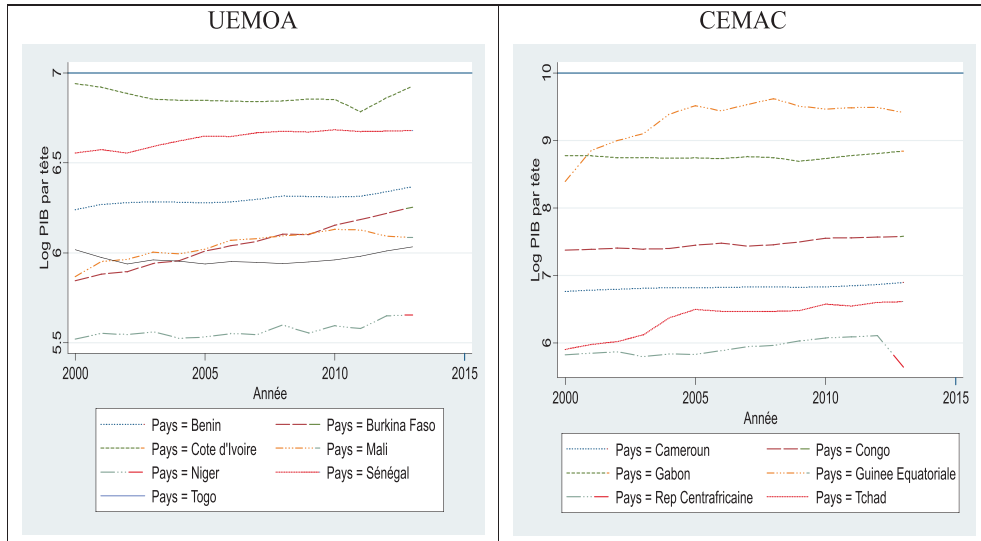 UEMOA
Log PIB par tête
7
6.5
6
5.5
2000
2005
2010
2015
Année
Pays = Benin
Pays = Burkina Faso
Pays = Cote d'Ivoire
Pays = Mali
Pays = Niger
Pays = Sénégal
Pays = Togo
CEMAC
Log PIB par tête
10
9
8
7
6
2000
2005
2010
2015
Année
Pays = Cameroun
Pays = Congo
Pays = Gabon
Pays = Guinee Equatoriale
Pays = Rep Centrafricaine
Pays = Tchad